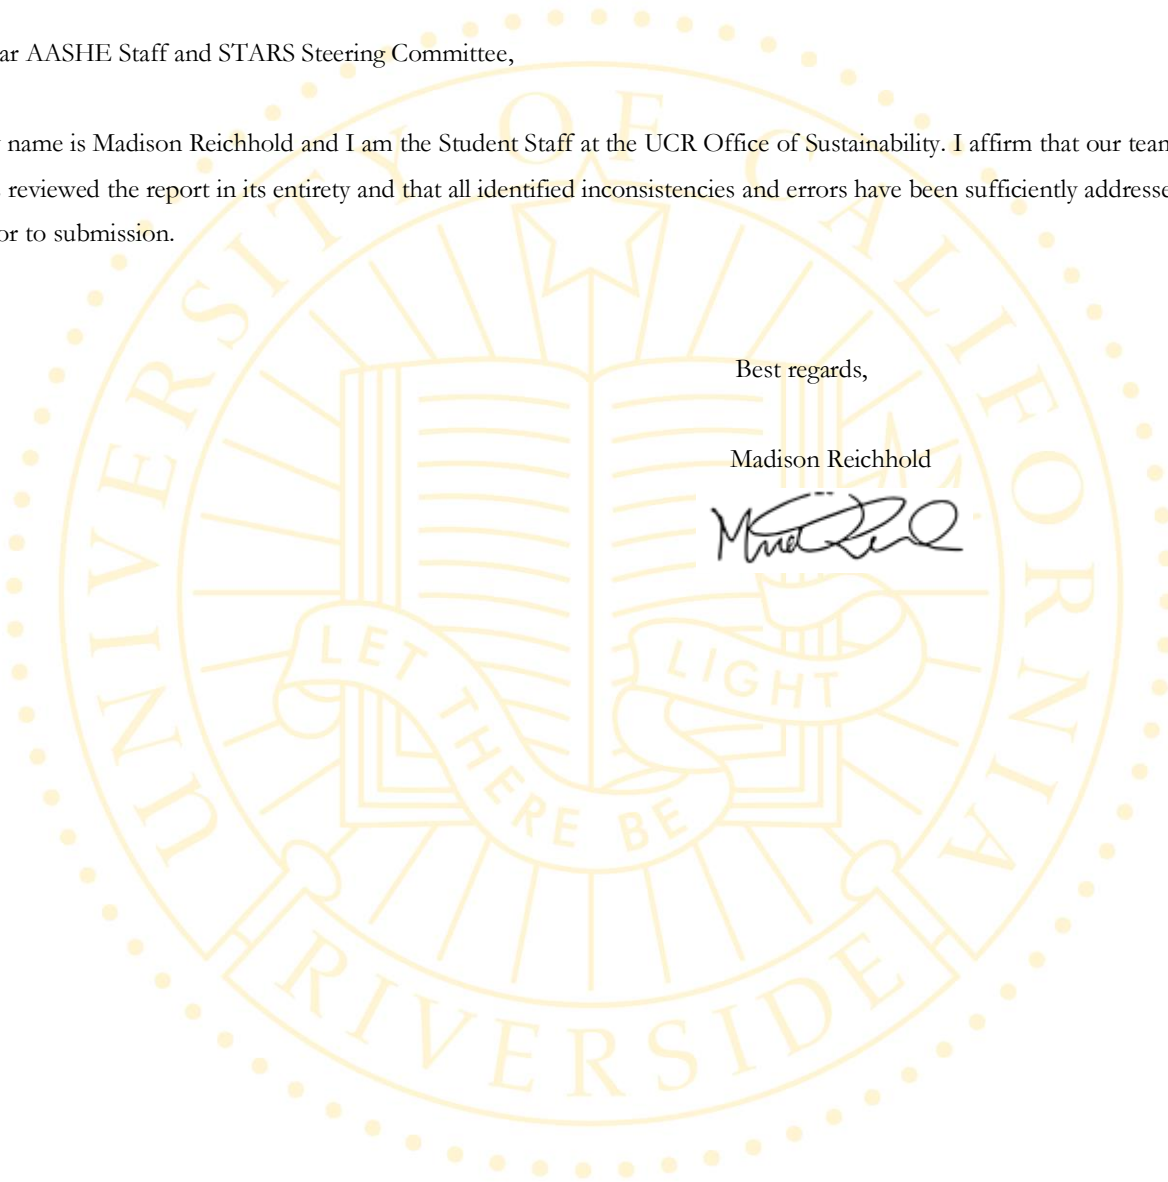 ar AASHE Staff and STARS Steering Committee,
name is Madison Reichhold and I am the Student Staff at the UCR Office of Sustainability. I affirm that our team
reviewed the report in its entirety and that all identified inconsistencies and errors have been sufficiently addresse
or to submission.
Best regards,
Madison Reichhold
UNIVERSITY OF CALIFORNIA
LET THERE BE LIGHT
RIVERSIDE